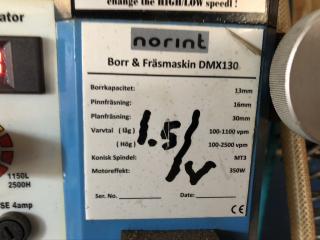 change the HIGH/LOW speed!
norint
ator
Borr & Fräsmaskin DMX130
Borrkapacitet: 13mm
Pinnfräsning: 16mm
Planfräsning: 30mm
Varvtal ( låg ) 100-1100 vpm
( Hög ) 100-2500 vpm
Konisk Spindel: MT3
Motoreffekt: 350W
1.5/V
Ser. No. Date:
CE
1150L
2500H
SE 4amp